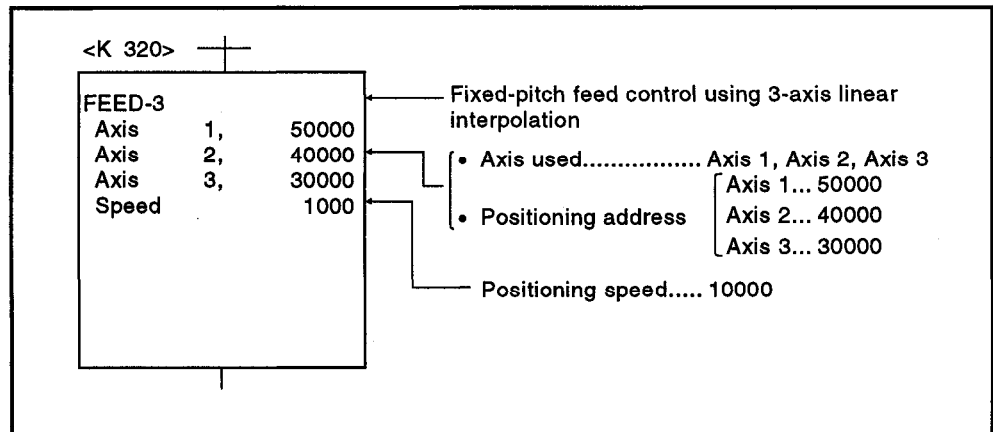 <K 320>
FEED-3
Axis 1, 50000
Axis 2, 40000
Axis 3, 30000
Speed 1000
Fixed-pitch feed control using 3-axis linear
interpolation
• Axis used................. Axis 1, Axis 2, Axis 3
• Positioning address
Axis 1... 50000
Axis 2... 40000
Axis 3... 30000
Positioning speed..... 10000